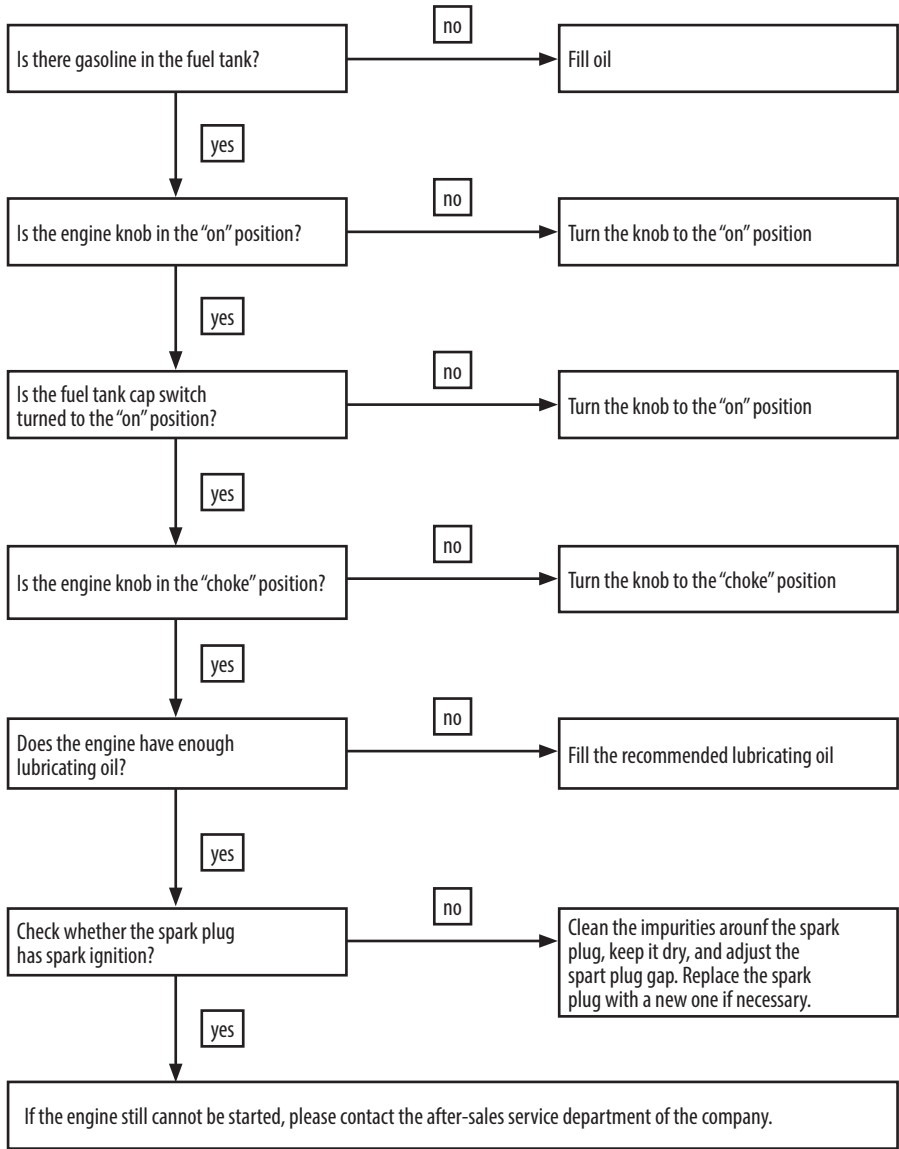 no
Is there gasoline in the fuel tank?
Fill oil
yes
no
Is the engine knob in the “on” position?
Turn the knob to the “on” position
yes
no
Is the fuel tank cap switch
turned to the “on” position?
Turn the knob to the “on” position
yes
no
Is the engine knob in the “choke” position?
Turn the knob to the “choke” position
yes
no
Does the engine have enough
lubricating oil?
Fill the recommended lubricating oil
yes
no
Check whether the spark plug
has spark ignition?
Clean the impurities arounf the spark
plug, keep it dry, and adjust the
spart plug gap. Replace the spark
plug with a new one if necessary.
yes
If the engine still cannot be started, please contact the after-sales service department of the company.